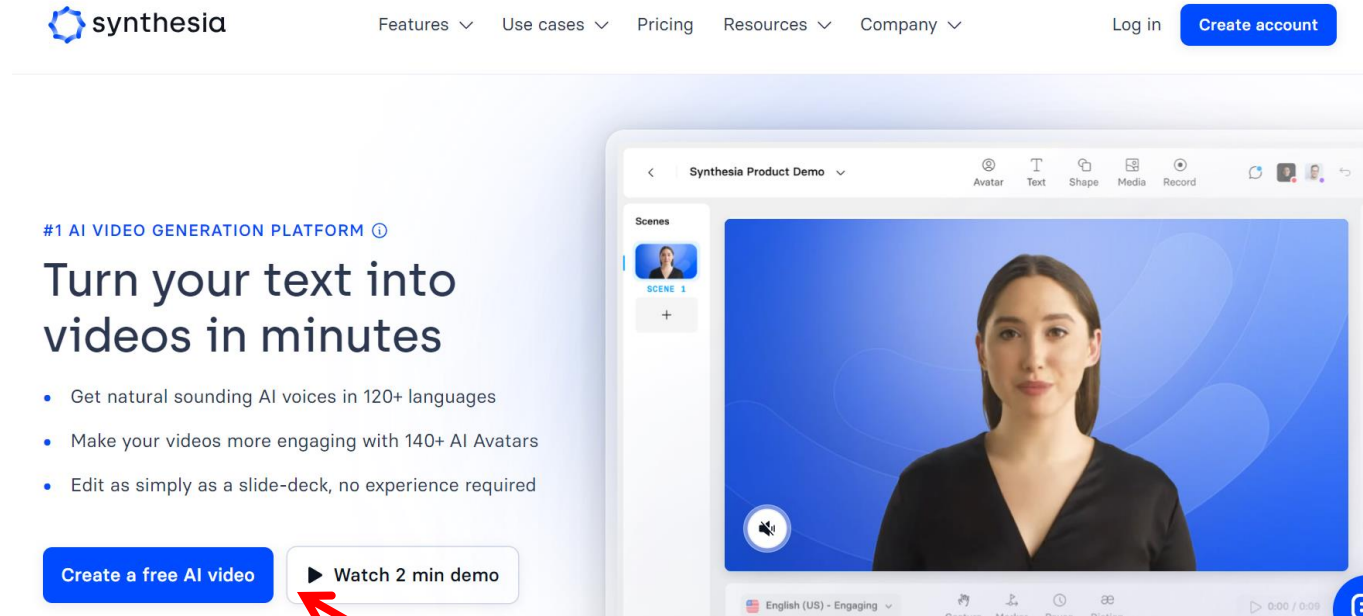 synthesia
Features
Use cases
Pricing
Resources
Company
Log in
Create account
#1 AI VIDEO GENERATION PLATFORM
Turn your text into
videos in minutes
Get natural sounding AI voices in 120+ languages
Make your videos more engaging with 140+ AI Avatars
Edit as simply as a slide-deck, no experience required
Create a free AI video
Watch 2 min demo
Synthesia Product Demo
Avatar
Text
Shape
Media
Record
Scenes
SCENE 1
English (US) - Engaging
0:00 / 0:09